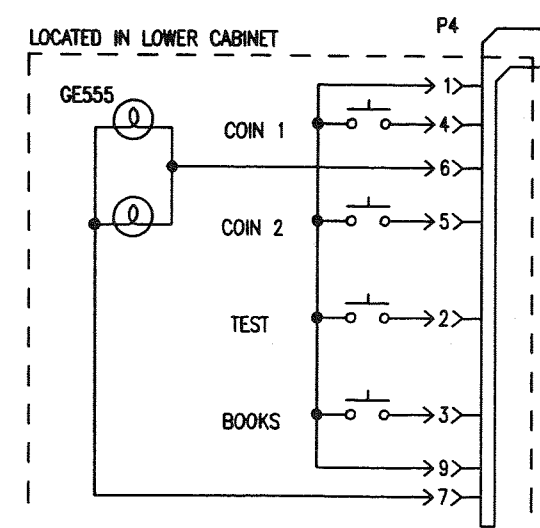 P4
LOCATED IN LOWER CABINET
GE555
1
COIN 1
4
6
COIN 2
5
TEST
2
BOOKS
3
9
7